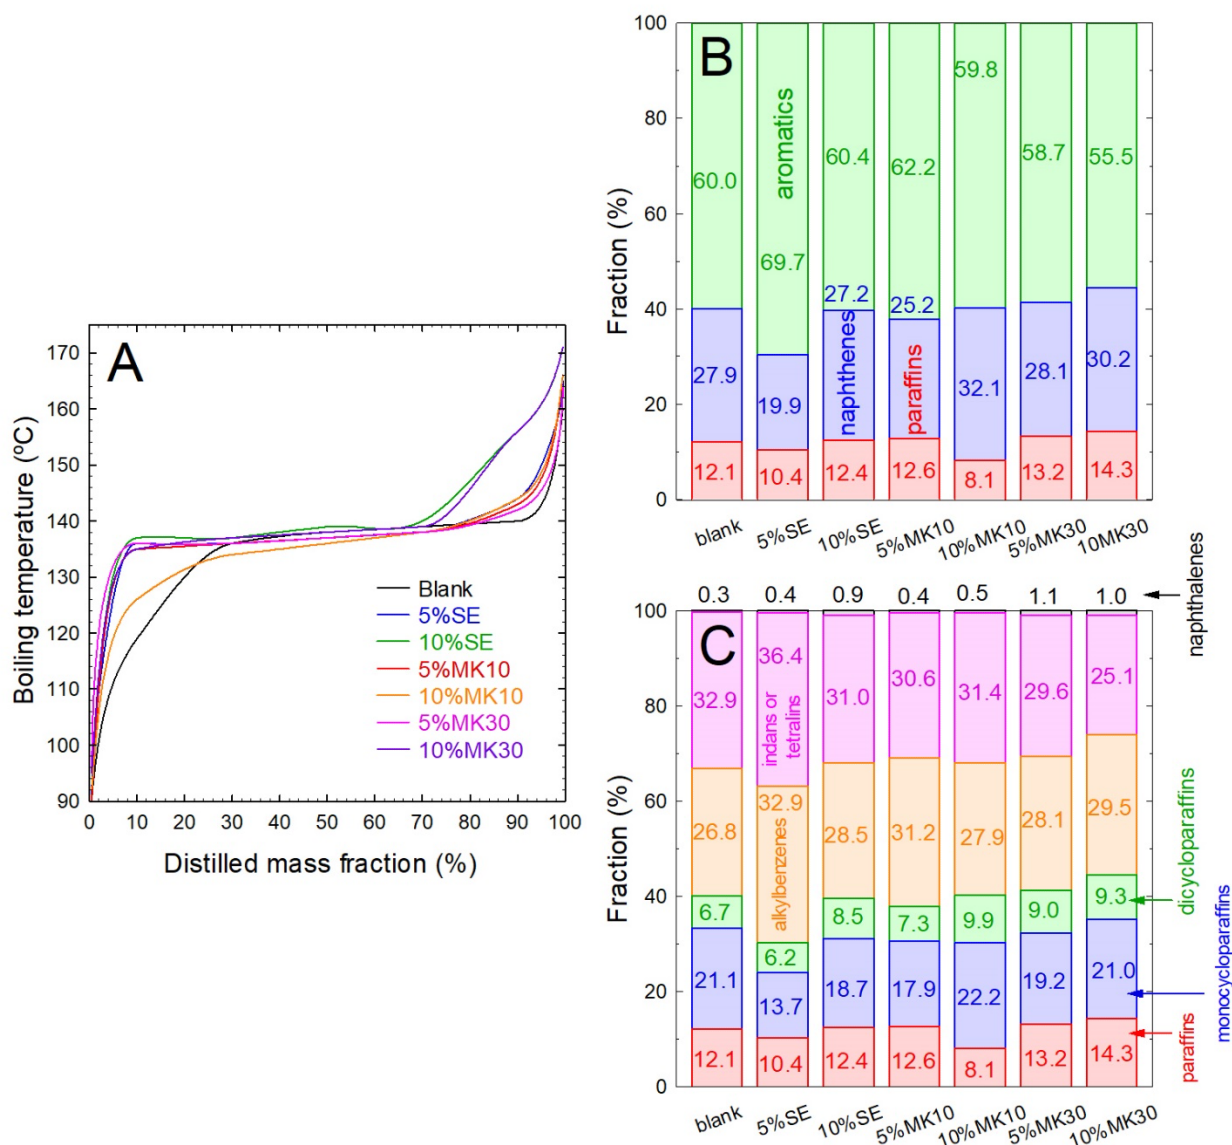 A
Boiling temperature (ºC)
170
160
150
140
130
120
110
100
90
0 10 20 30 40 50 60 70 80 90 100
Distilled mass fraction (%)
Blank
5%SE
10%SE
5%MK10
10%MK10
5%MK30
10%MK30
B
Fraction (%)
100
80
60
40
20
0
60.0 69.7 60.4 62.2 59.8 58.7 55.5
aromatics
27.9 19.9 27.2 25.2 32.1 28.1 30.2
naphthenes
paraffins
12.1 10.4 12.4 12.6 8.1 13.2 14.3
blank 5%SE 10%SE 5%MK10 10%MK10 5%MK30 10MK30
C
Fraction (%)
100
80
60
40
20
0
0.3 0.4 0.9 0.4 0.5 1.1 1.0
naphthalenes
32.9 36.4 31.0 30.6 31.4 29.6 25.1
indans or
tetralins
26.8 32.9 28.5 31.2 27.9 28.1 29.5
alkylbenzenes
6.7 6.2 8.5 7.3 9.9 9.0 9.3
dicycloparaffins
21.1 13.7 18.7 17.9 22.2 19.2 21.0
monocycloparaffins
12.1 10.4 12.4 12.6 8.1 13.2 14.3
paraffins
blank 5%SE 10%SE 5%MK10 10%MK10 5%MK30 10%MK30